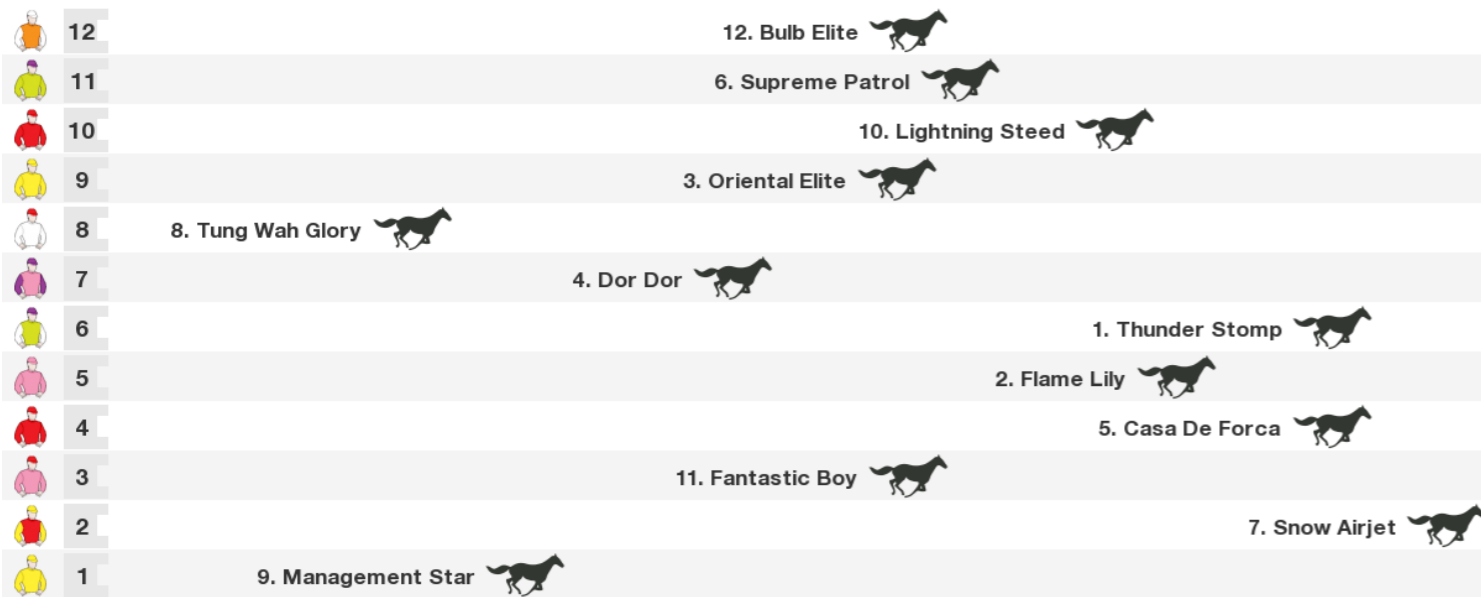 12 12. Bulb Elite
11 6. Supreme Patrol
10 10. Lightning Steed
9 3. Oriental Elite
8 8. Tung Wah Glory
7 4. Dor Dor
6 1. Thunder Stomp
5 2. Flame Lily
4 5. Casa De Forca
3 11. Fantastic Boy
2 7. Snow Airjet
1 9. Management Star